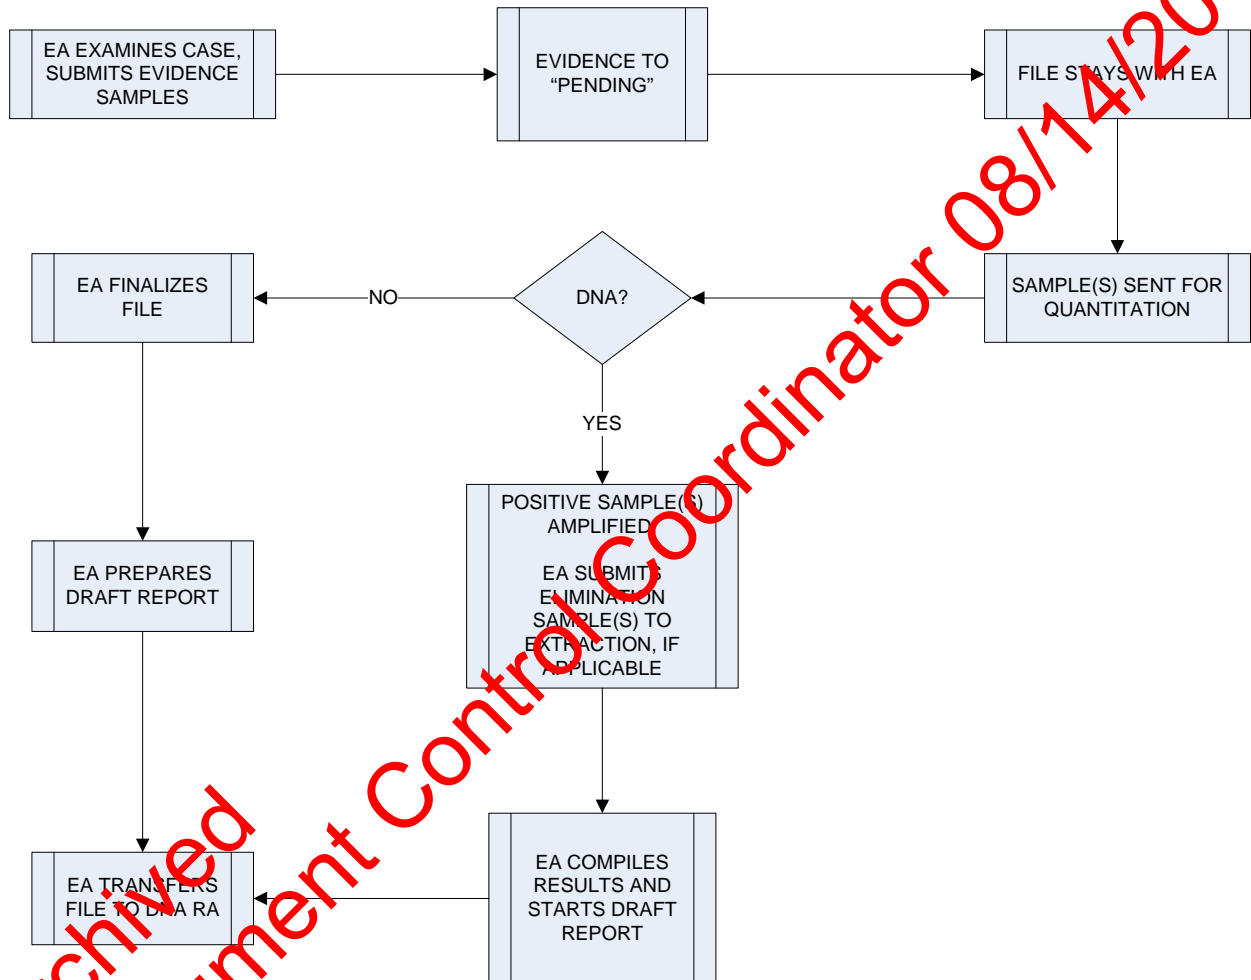 EA EXAMINES CASE,
SUBMITS EVIDENCE
SAMPLES
EVIDENCE TO
“PENDING”
FILE STAYS WITH EA
SAMPLE(S) SENT FOR
QUANTITATION
DNA?
NO
EA FINALIZES
FILE
YES
POSITIVE SAMPLE(S)
AMPLIFIED
EA SUBMITS
ELIMINATION
SAMPLE(S) TO
EXTRACTION, IF
APPLICABLE
EA PREPARES
DRAFT REPORT
EA COMPILES
RESULTS AND
STARTS DRAFT
REPORT
EA TRANSFERS
FILE TO DNA RA
Control Coordinator 08/14/20